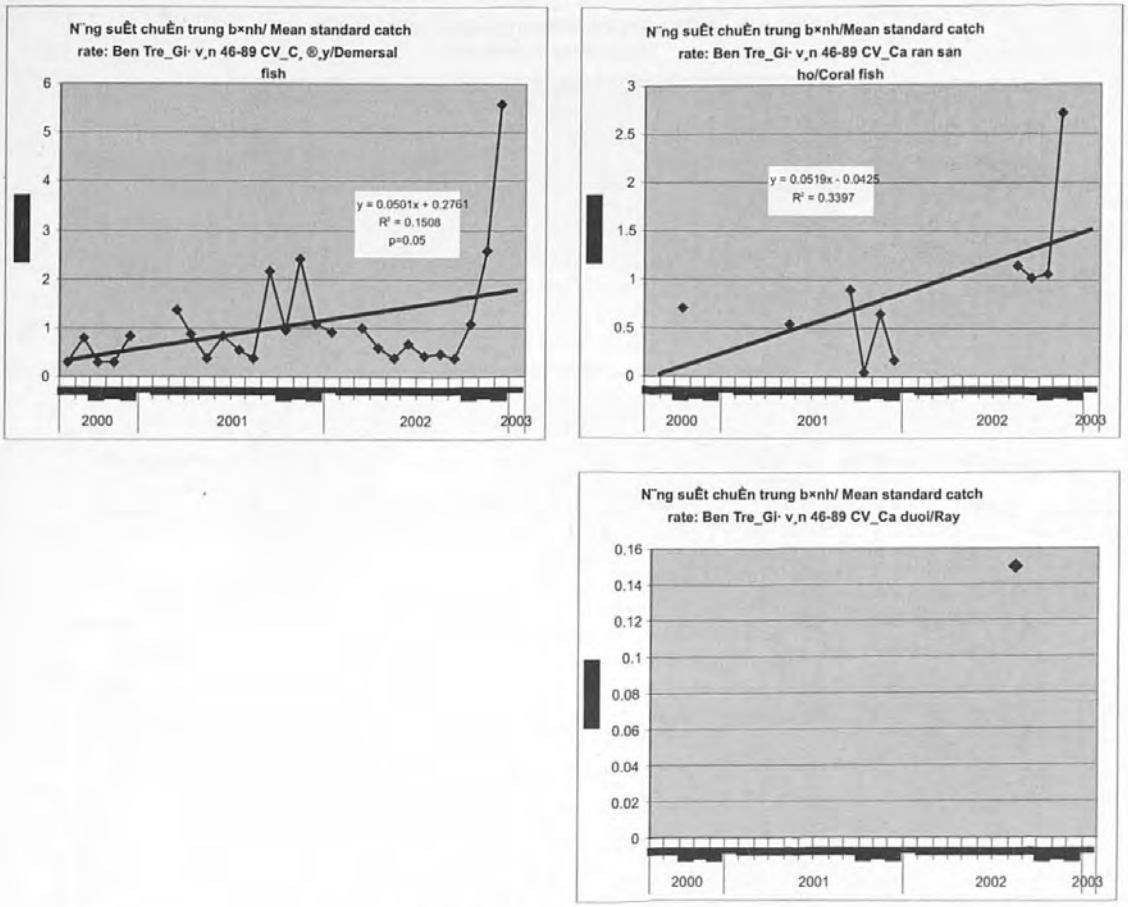 N¨ng suÊt chuÈn trung b×nh/ Mean standard catch
rate: Ben Tre_Gi· v¸n 46-89 CV_C¸ ®¸y/Demersal
fish
6
5
4
3
2
1
0
y = 0.0501x + 0.2761
R² = 0.1508
p=0.05
2000 2001 2002 2003
N¨ng suÊt chuÈn trung b×nh/Mean standard catch
rate: Ben Tre_Gi· v¸n 46-89 CV_Ca ran san
ho/Coral fish
3
2.5
2
1.5
1
0.5
0
y = 0.0519x - 0.0425
R² = 0.3397
2000 2001 2002 2003
N¨ng suÊt chuÈn trung b×nh/ Mean standard catch
rate: Ben Tre_Gi· v¸n 46-89 CV_Ca duoi/Ray
0.16
0.14
0.12
0.1
0.08
0.06
0.04
0.02
0
2000 2001 2002 2003